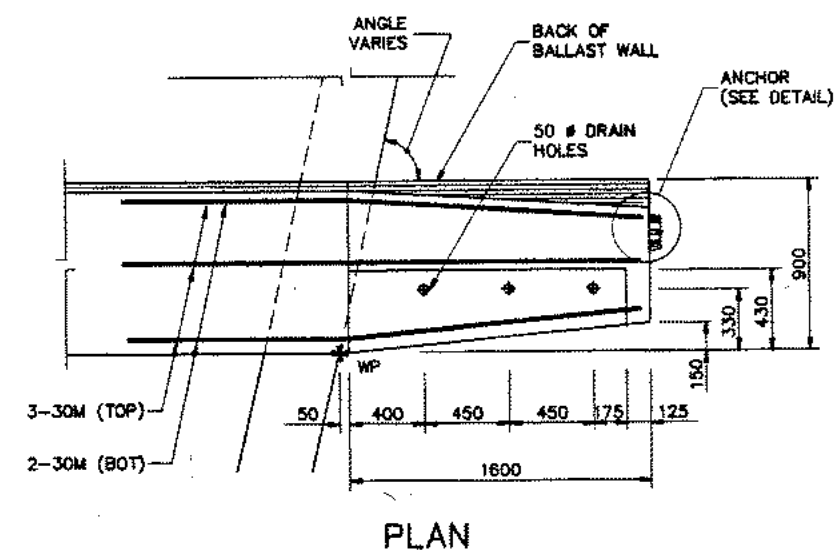 ANGLE
VARIES
BACK OF
BALLAST WALL
ANCHOR
(SEE DETAIL)
50 ø DRAIN
HOLES
900
430
330
150
WP
3-30M (TOP)
2-30M (BOT)
50
400
450
450
175
125
1600
PLAN